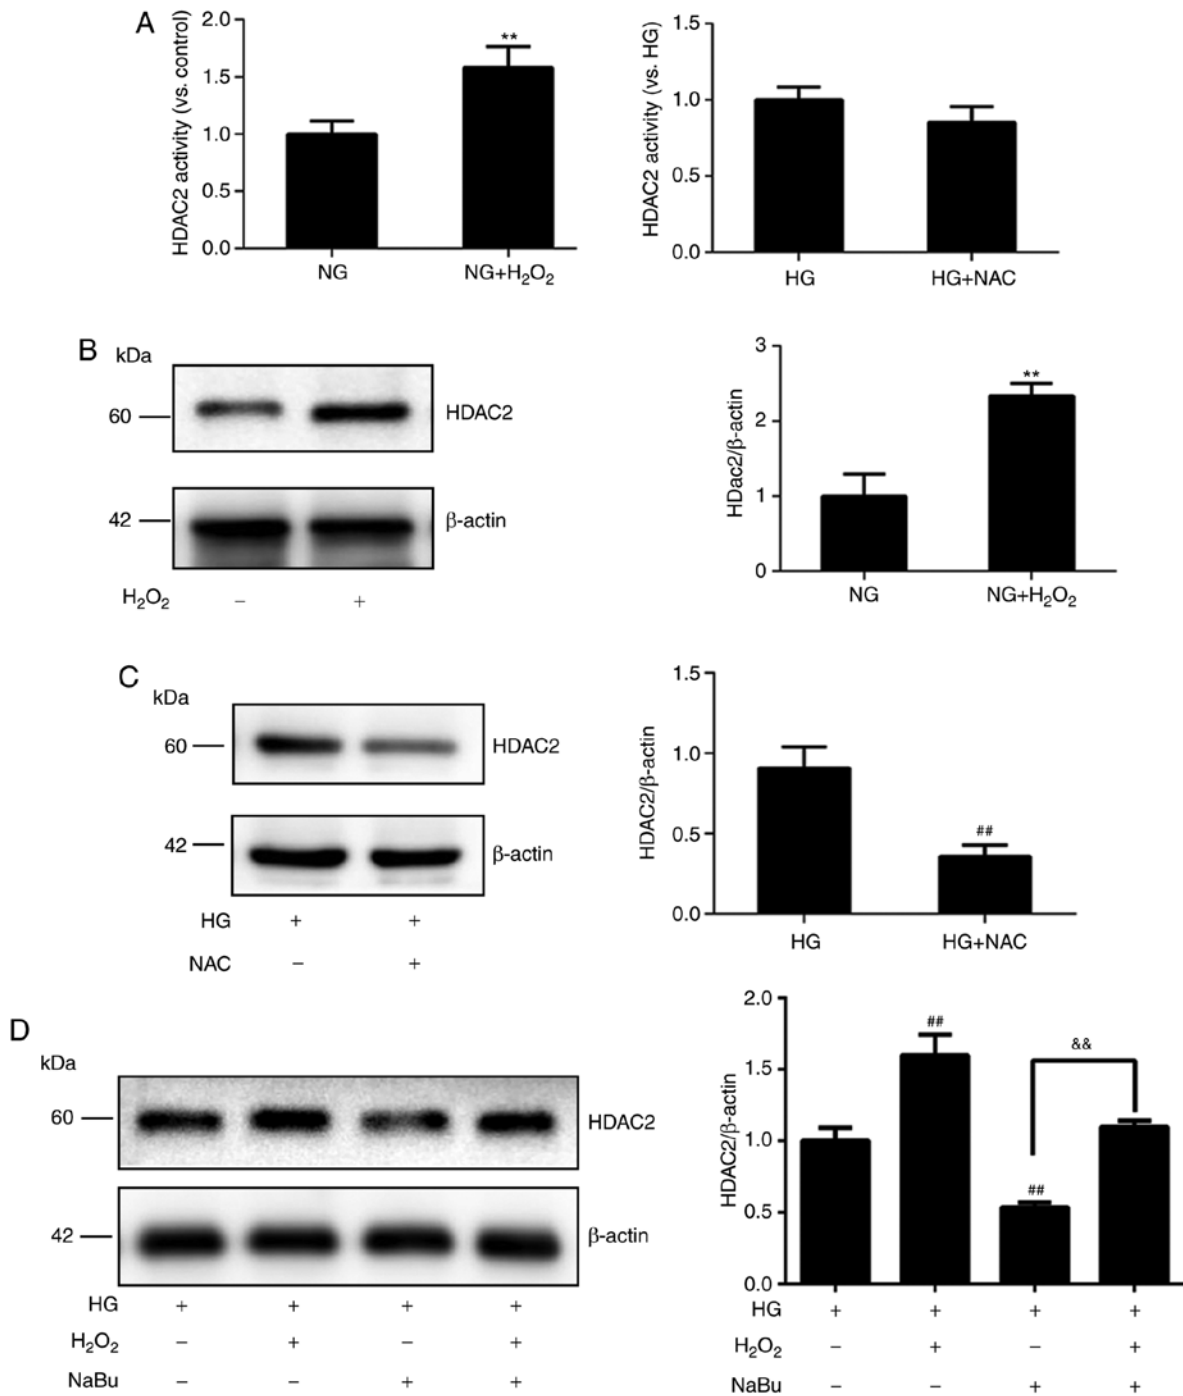 A
HDAC2 activity (vs. control)
2.0
1.5
1.0
0.5
0.0
NG
NG+H₂O₂
**
HDAC2 activity (vs. HG)
1.5
1.0
0.5
0.0
HG
HG+NAC
B
kDa
60
HDAC2
42
β-actin
H₂O₂
– +
HDac2/β-actin
3
2
1
0
**
NG
NG+H₂O₂
C
kDa
60
HDAC2
42
β-actin
HG + +
NAC – +
HDAC2/β-actin
1.5
1.0
0.5
0.0
##
HG
HG+NAC
D
kDa
60
HDAC2
42
β-actin
HG + + + +
H₂O₂ – + – +
NaBu – – + +
HDAC2/β-actin
2.0
1.5
1.0
0.5
0.0
##
##
&&
HG + + + +
H₂O₂ – + – +
NaBu – – + +